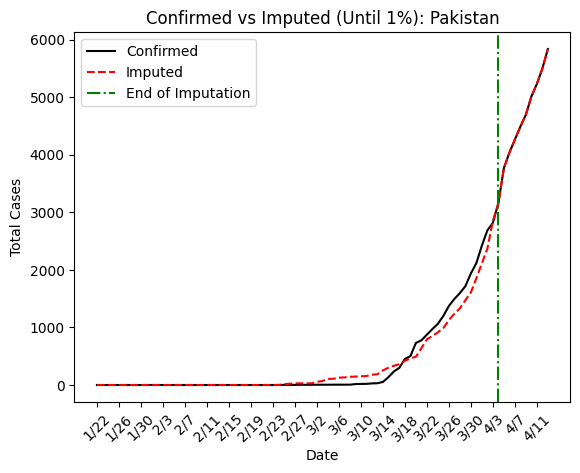 Confirmed vs Imputed (Until 1%): Pakistan
Confirmed
Imputed
End of Imputation
Total Cases
6000
5000
4000
3000
2000
1000
0
1/22 1/26 1/30 2/3 2/7 2/11 2/15 2/19 2/23 2/27 3/2 3/6 3/10 3/14 3/18 3/22 3/26 3/30 4/3 4/7 4/11
Date